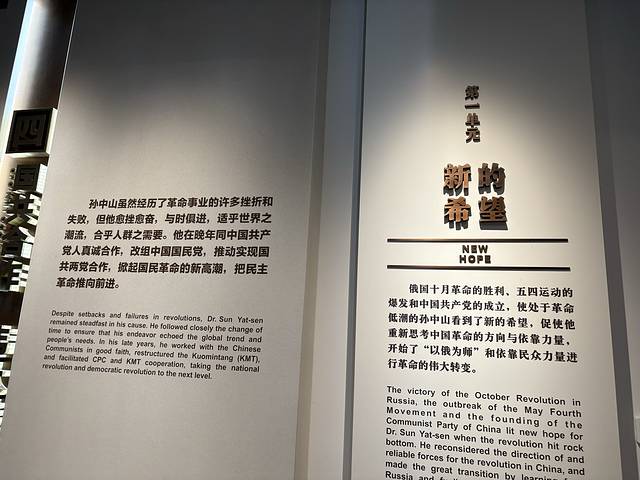 四
孙中山虽然经历了革命事业的许多挫折和
失败，但他愈挫愈奋，与时俱进，适乎世界之
潮流，合乎人群之需要。他在晚年同中国共产
党人真诚合作，改组中国国民党，推动实现国
共两党合作，掀起国民革命的新高潮，把民主
革命推向前进。
Despite setbacks and failures in revolutions, Dr. Sun Yat-sen
remained steadfast in his cause. He followed closely the change of
time to ensure that his endeavor echoed the global trend and
people's needs. In his late years, he worked with the Chinese
Communists in good faith, restructured the Kuomintang (KMT),
and facilitated CPC and KMT cooperation, taking the national
revolution and democratic revolution to the next level.
第一单元
新的
希望
NEW
HOPE
俄国十月革命的胜利、五四运动的
爆发和中国共产党的成立，使处于革命
低潮的孙中山看到了新的希望，促使他
重新思考中国革命的方向与依靠力量，
开始了“以俄为师”和依靠民众力量进
行革命的伟大转变。
The victory of the October Revolution in
Russia, the outbreak of the May Fourth
Movement and the founding of the
Communist Party of China lit new hope for
Dr. Sun Yat-sen when the revolution hit rock
bottom. He reconsidered the direction of and
reliable forces for the revolution in China, and
made the great transition by learning
Russia and